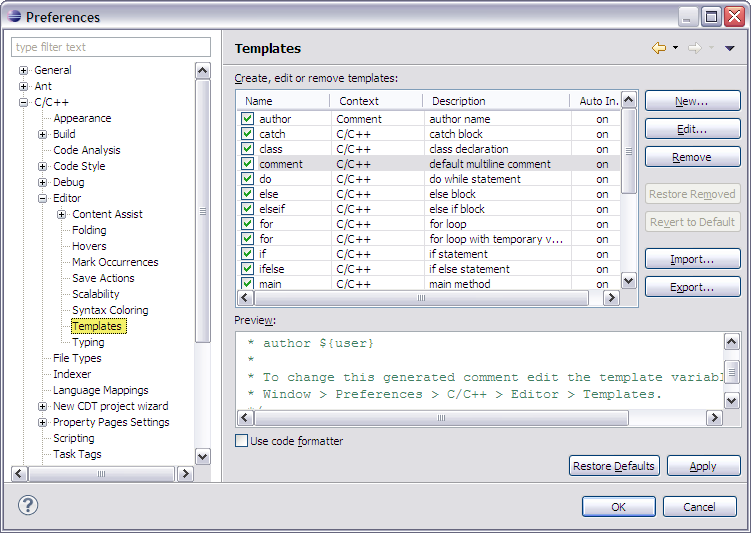 Preferences
type filter text
General
Ant
C/C++
Appearance
Build
Code Analysis
Code Style
Debug
Editor
Content Assist
Folding
Hovers
Mark Occurrences
Save Actions
Scalability
Syntax Coloring
Templates
Typing
File Types
Indexer
Language Mappings
New CDT project wizard
Property Pages Settings
Scripting
Task Tags
Templates
Create, edit or remove templates:
Name Context Description Auto In.
author Comment author name on
catch C/C++ catch block on
class C/C++ class declaration on
comment C/C++ default multiline comment on
do C/C++ do while statement on
else C/C++ else block on
elseif C/C++ else if block on
for C/C++ for loop on
for C/C++ for loop with temporary v... on
if C/C++ if statement on
ifelse C/C++ if else statement on
main C/C++ main method on
New...
Edit...
Remove
Restore Removed
Revert to Default
Import...
Export...
Preview:
* author ${user}
*
* To change this generated comment edit the template variabl
* Window > Preferences > C/C++ > Editor > Templates.
*/
Use code formatter
Restore Defaults Apply
? OK Cancel